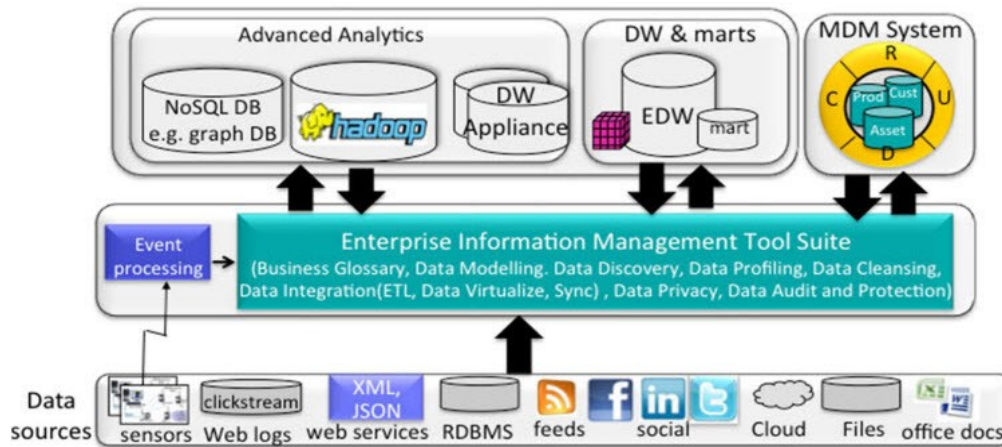 Advanced Analytics
DW & marts
MDM System
NoSQL DB
e.g. graph DB
hadoop
DW
Appliance
EDW
mart
R
C
U
D
Prod
Cust
Asset
Event
processing
Enterprise Information Management Tool Suite
(Business Glossary, Data Modelling. Data Discovery, Data Profiling, Data Cleansing,
Data Integration(ETL, Data Virtualize, Sync) , Data Privacy, Data Audit and Protection)
Data
sources
sensors
clickstream
Web logs
XML,
JSON
web services
RDBMS
feeds
f
in
social
Cloud
Files
office docs